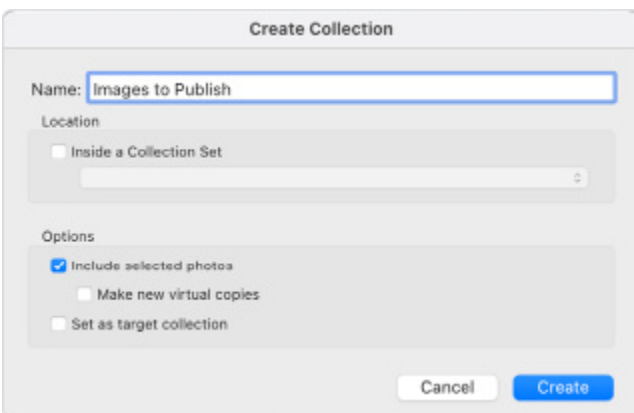 Create Collection
Name: Images to Publish
Location
Inside a Collection Set
Options
Include selected photos
Make new virtual copies
Set as target collection
Cancel Create